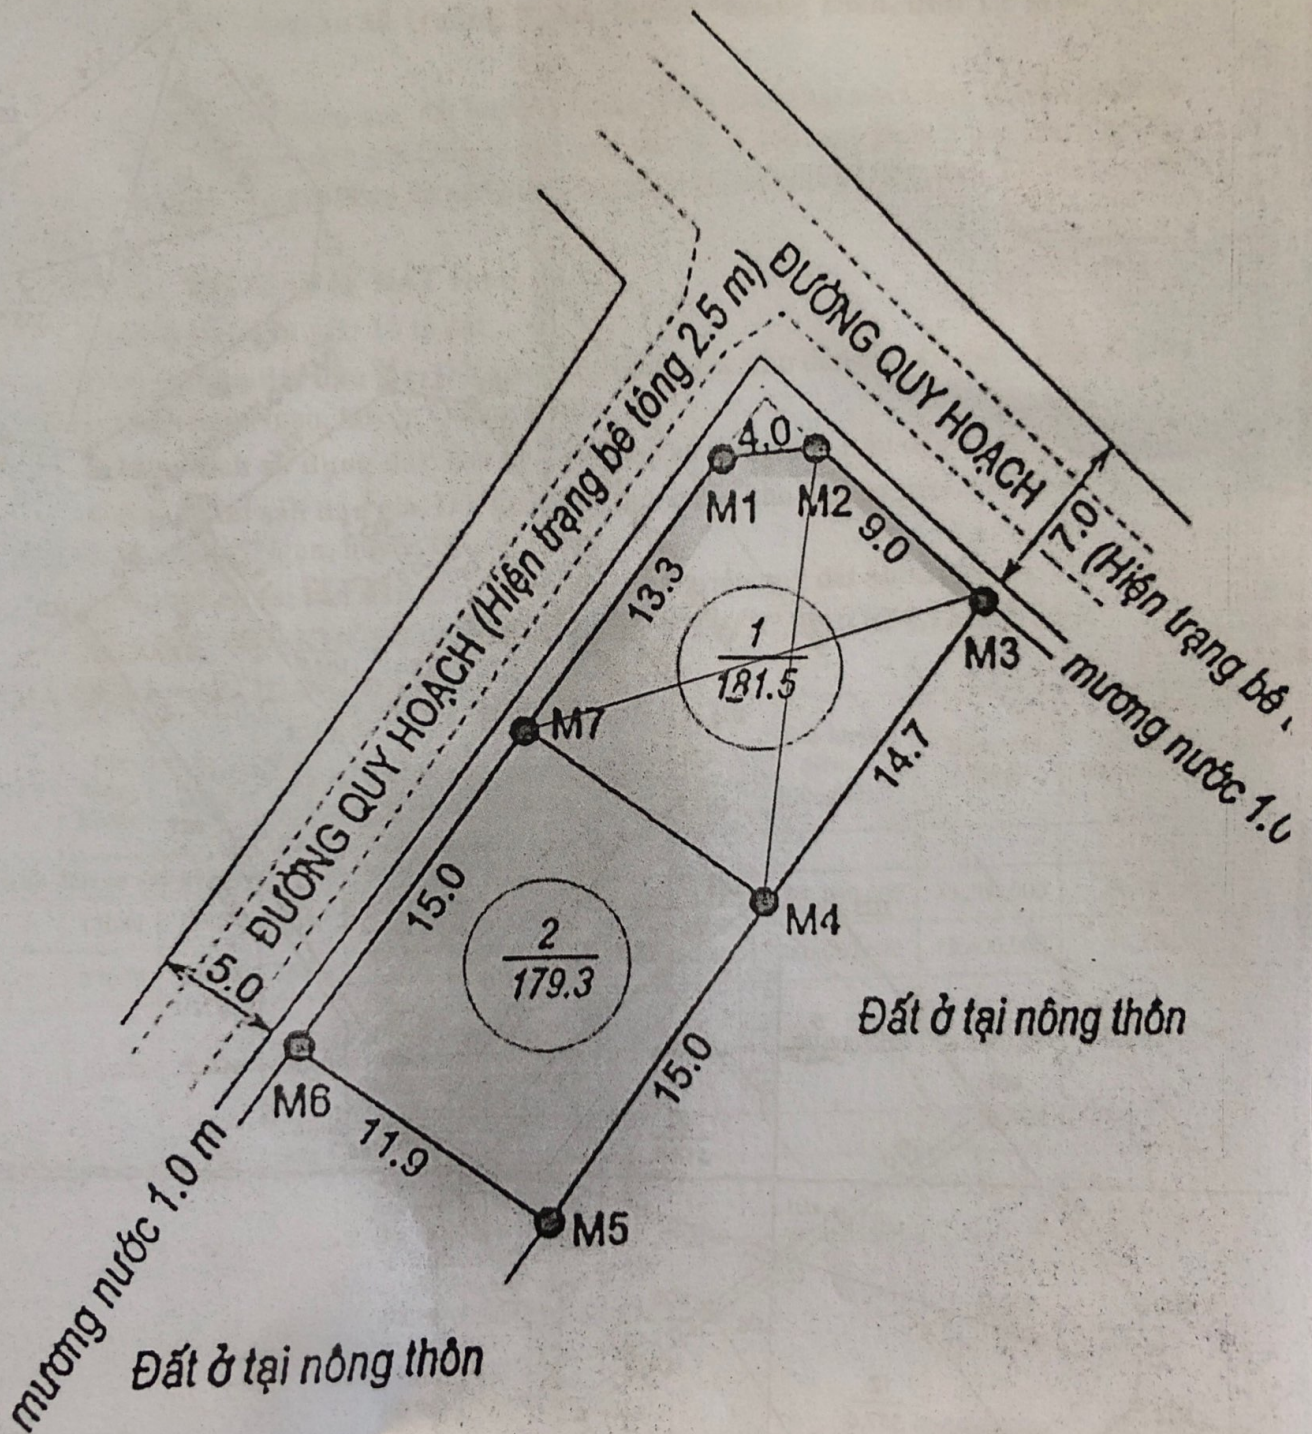 ĐƯỜNG QUY HOẠCH (Hiện trạng bê tông 2.5 m)
ĐƯỜNG QUY HOẠCH
7.0
(Hiện trạng bê
4.0
M1
M2
9.0
13.3
1
181.5
M3
mương nước 1.0
M7
14.7
15.0
M4
2
179.3
5.0
Đất ở tại nông thôn
M6
15.0
11.9
mương nước 1.0 m
M5
Đất ở tại nông thôn